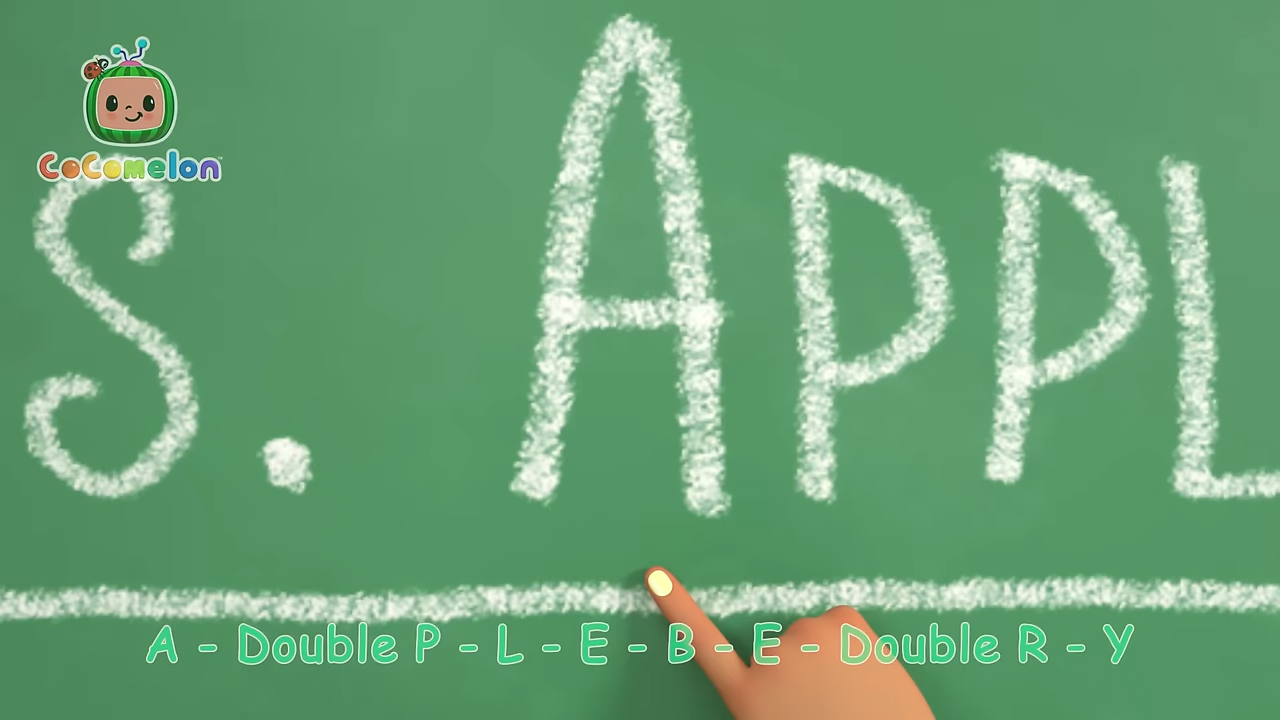 CoComelon
S. APPL
A - Double P - L - E - B - E - Double R - Y